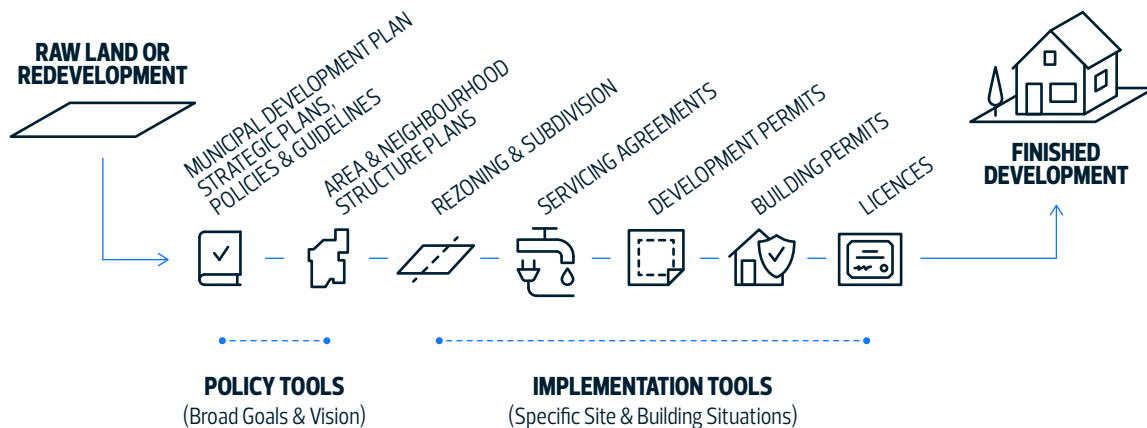 RAW LAND OR
REDEVELOPMENT
MUNICIPAL DEVELOPMENT PLAN
STRATEGIC PLANS,
POLICIES & GUIDELINES
AREA & NEIGHBOURHOOD
STRUCTURE PLANS
REZONING & SUBDIVISION
SERVICING AGREEMENTS
DEVELOPMENT PERMITS
BUILDING PERMITS
LICENCES
FINISHED
DEVELOPMENT
POLICY TOOLS
(Broad Goals & Vision)
IMPLEMENTATION TOOLS
(Specific Site & Building Situations)